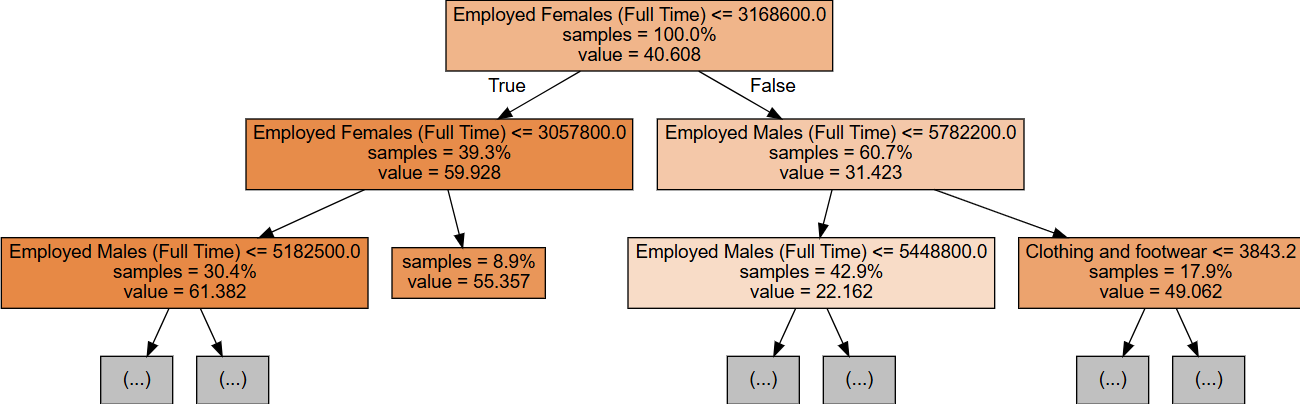 Employed Females (Full Time) <= 3168600.0
samples = 100.0%
value = 40.608
True
False
Employed Females (Full Time) <= 3057800.0
samples = 39.3%
value = 59.928
Employed Males (Full Time) <= 5782200.0
samples = 60.7%
value = 31.423
Employed Males (Full Time) <= 5182500.0
samples = 30.4%
value = 61.382
samples = 8.9%
value = 55.357
Employed Males (Full Time) <= 5448800.0
samples = 42.9%
value = 22.162
Clothing and footwear <= 3843.2
samples = 17.9%
value = 49.062
(...)
(...)
(...)
(...)
(...)
(...)